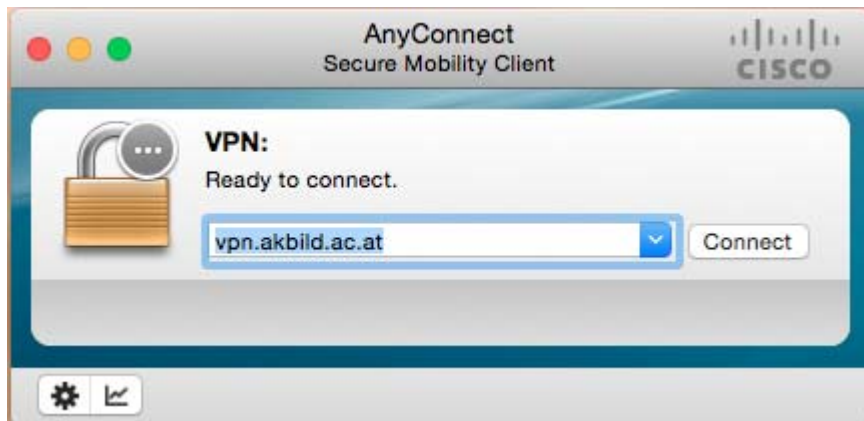 AnyConnect
Secure Mobility Client
CISCO
VPN:
Ready to connect.
vpn.akbild.ac.at
Connect